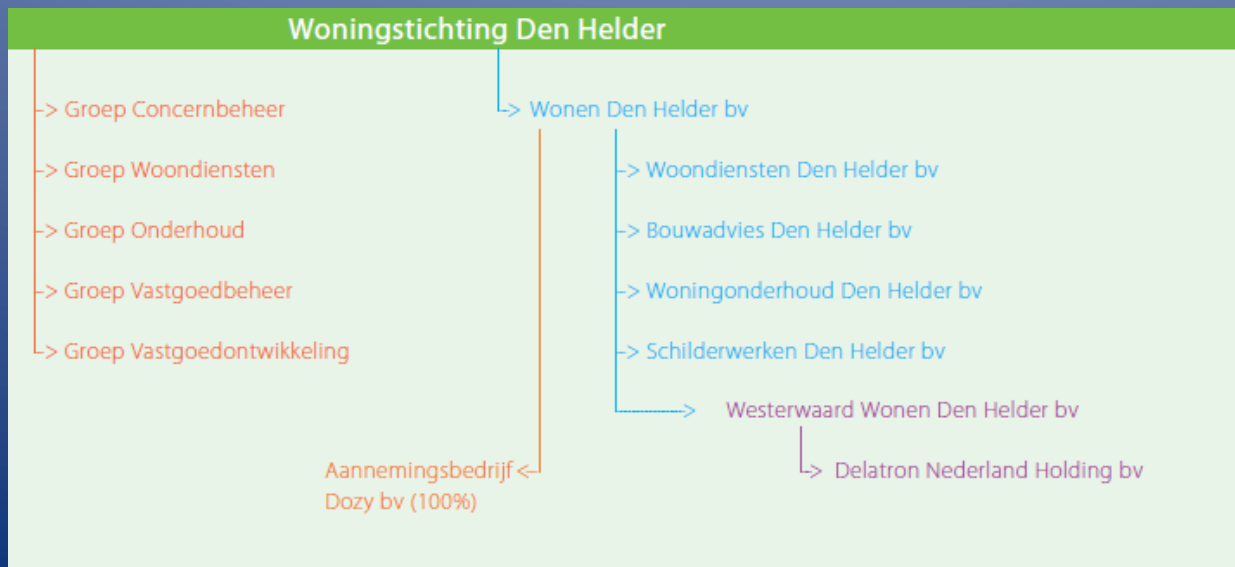 Woningstichting Den Helder
-> Groep Concernbeheer
-> Groep Woondiensten
-> Groep Onderhoud
-> Groep Vastgoedbeheer
-> Groep Vastgoedontwikkeling
-> Wonen Den Helder bv
-> Woondiensten Den Helder bv
-> Bouwadvies Den Helder bv
-> Woningonderhoud Den Helder bv
-> Schilderwerken Den Helder bv
-> Westerwaard Wonen Den Helder bv
-> Delatron Nederland Holding bv
Aannemingsbedrijf <-
Dozy bv (100%)